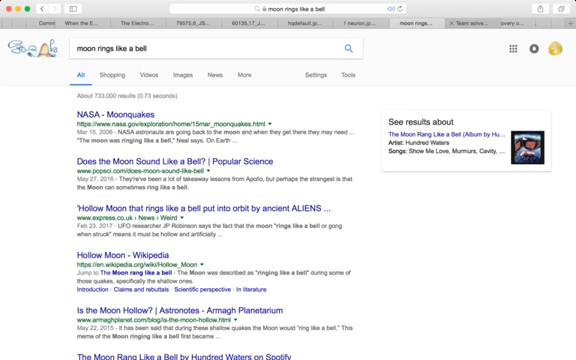 moon rings like a bell
Comm When the E... The Electro... 79575,6_JS... 60135,17_J... hqdefault.jp... 1 neuron.jp... moon rings... Team solve... overy o...
moon rings like a bell
All Shopping Videos Images News More Settings Tools
About 733,000 results (0.73 seconds)
NASA - Moonquakes
https://www.nasa.gov/exploration/home/15mar_moonquakes.html
Mar 15, 2006 - NASA astronauts are going back to the moon and when they get there they may need ...
"The moon was ringing like a bell," Neal says. On Earth ...
Does the Moon Sound Like a Bell? | Popular Science
www.popsci.com/does-moon-sound-like-bell
May 27, 2016 - They've been a lot of takeaway lessons from Apollo, but perhaps the strangest is that
the Moon can sometimes ring like a bell.
'Hollow Moon that rings like a bell put into orbit by ancient ALIENS ...
www.express.co.uk › News › Weird
Feb 23, 2017 - UFO researcher JP Robinson says the fact that the moon "rings like a bell or gong
when struck" means it must be hollow and artificially ...
Hollow Moon - Wikipedia
https://en.wikipedia.org/wiki/Hollow_Moon
Jump to The Moon rang like a bell - The Moon was described as "ringing like a bell" during some of
those quakes, specifically the shallow ones.
Introduction · Claims and rebuttals · Scientific perspective · In literature
Is the Moon Hollow? | Astronotes - Armagh Planetarium
www.armaghplanet.com/blog/is-the-moon-hollow.html
May 22, 2015 - It has been said that during these shallow quakes the Moon would "ring like a bell." This
meme of the Moon ringing like a bell first became ...
The Moon Rang Like a Bell by Hundred Waters on Spotify
See results about
The Moon Rang Like a Bell (Album by Hu...
Artist: Hundred Waters
Songs: Show Me Love, Murmurs, Cavity, ...